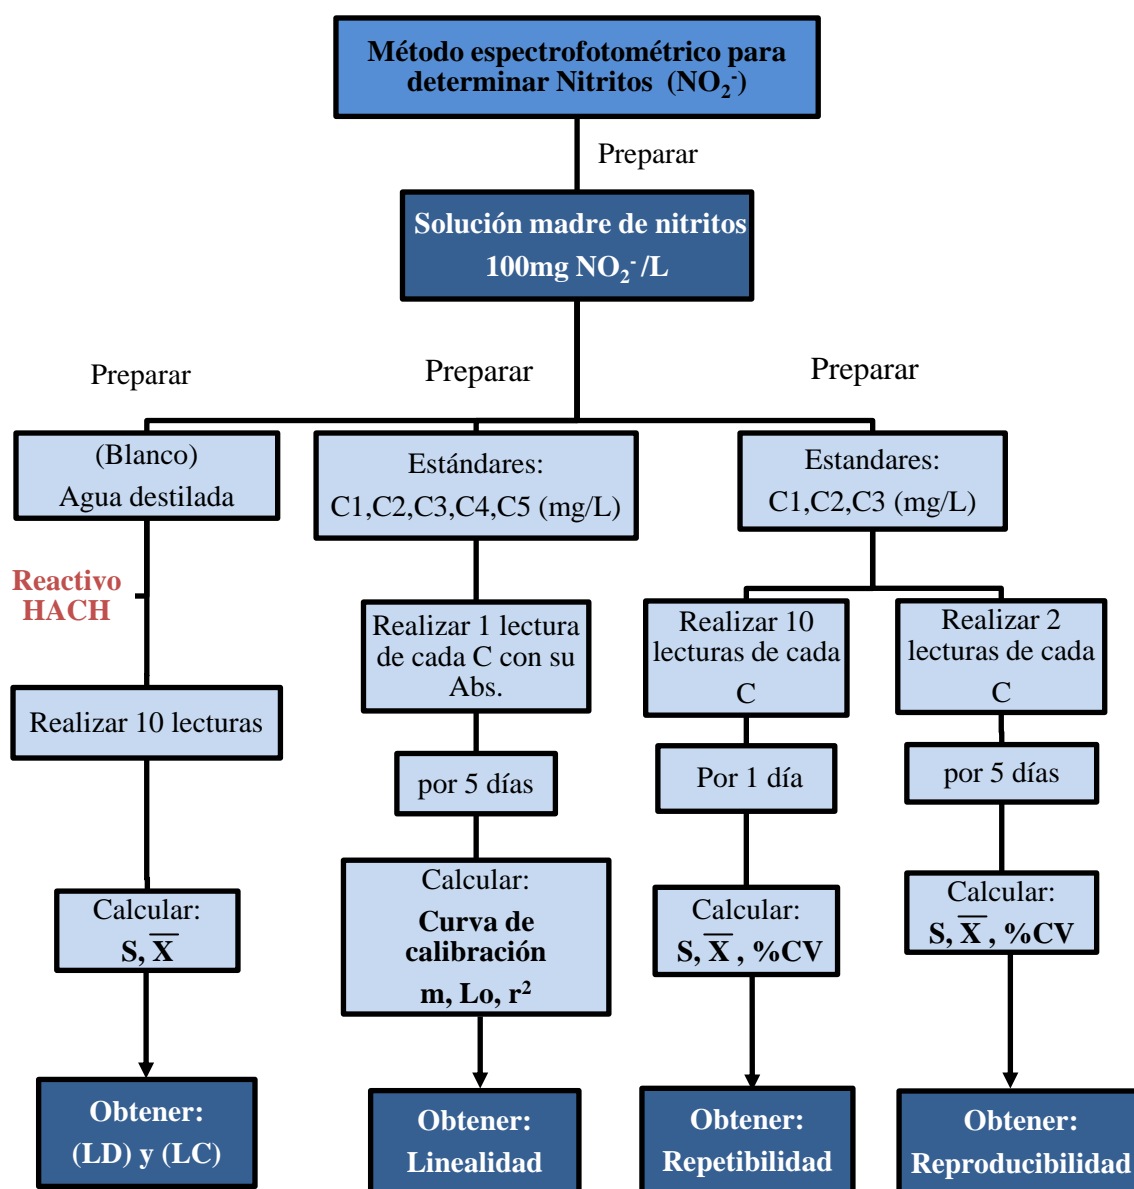 Método espectrofotométrico para
determinar Nitritos (NO₂⁻)
Preparar
Solución madre de nitritos
100mg NO₂⁻ /L
Preparar
Preparar
Preparar
(Blanco)
Agua destilada
Reactivo
HACH
Realizar 10 lecturas
Calcular:
S, X̅
Obtener:
(LD) y (LC)
Estándares:
C1,C2,C3,C4,C5 (mg/L)
Realizar 1 lectura
de cada C con su
Abs.
por 5 días
Calcular:
Curva de
calibración
m, Lo, r²
Obtener:
Linealidad
Estandares:
C1,C2,C3 (mg/L)
Realizar 10
lecturas de cada
C
Por 1 día
Calcular:
S, X̅ , %CV
Obtener:
Repetibilidad
Realizar 2
lecturas de cada
C
por 5 días
Calcular:
S, X̅ , %CV
Obtener:
Reproducibilidad